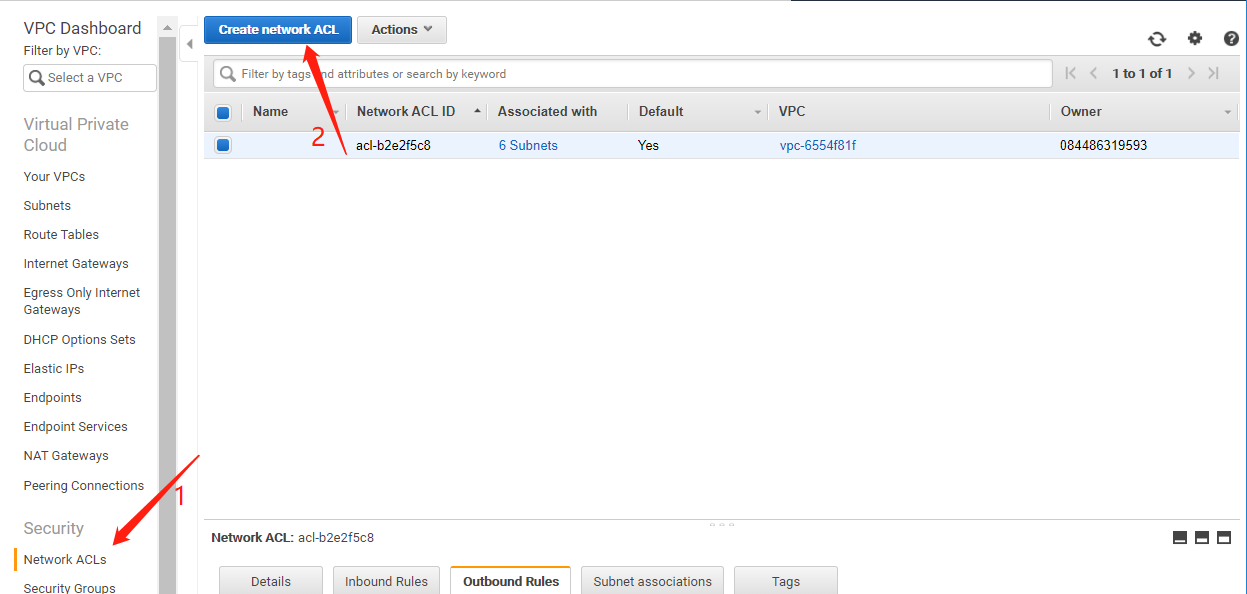 VPC Dashboard
Filter by VPC:
Select a VPC
Virtual Private
Cloud
Your VPCs
Subnets
Route Tables
Internet Gateways
Egress Only Internet
Gateways
DHCP Options Sets
Elastic IPs
Endpoints
Endpoint Services
NAT Gateways
Peering Connections
1
Security
Network ACLs
Security Groups
Create network ACL Actions
Filter by tags and attributes or search by keyword 1 to 1 of 1
Name Network ACL ID Associated with Default VPC Owner
2
acl-b2e2f5c8 6 Subnets Yes vpc-6554f81f 084486319593
Network ACL: acl-b2e2f5c8
Details Inbound Rules Outbound Rules Subnet associations Tags